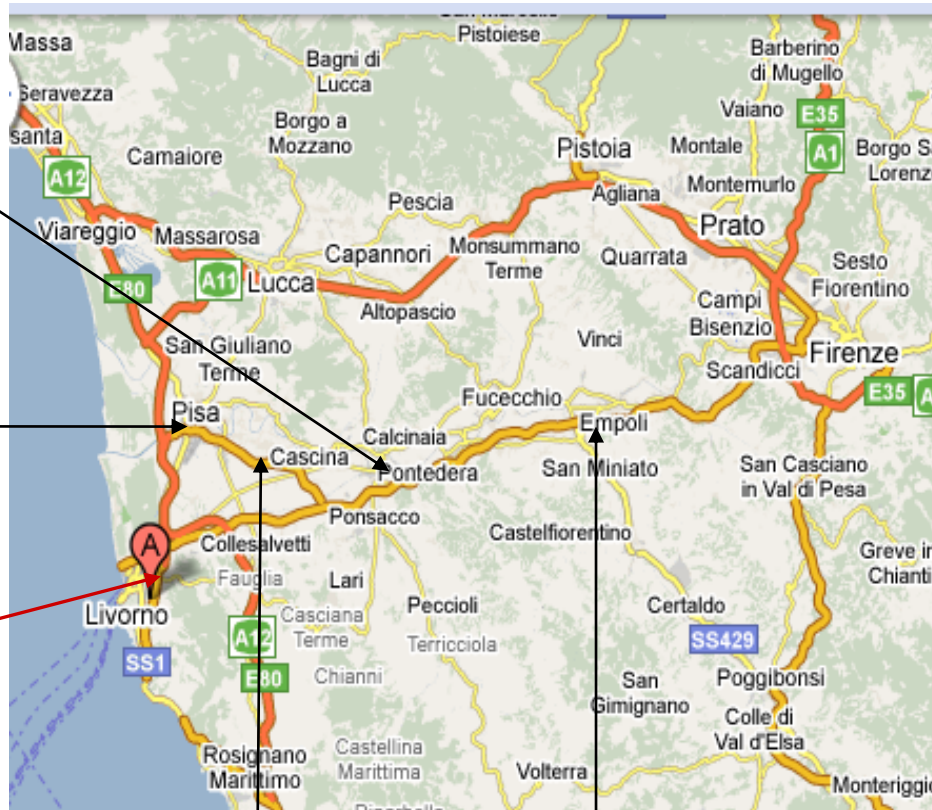 Massa
Pistoiese
Bagni di
Lucca
Barberino
di Mugello
Seravezza
Vaiano
E35
Borgo a
Mozzano
santa
Camaiore
Pistoia
Montale
A1
Borgo S
Lorenz
A12
Pescia
Agliana
Montemurlo
Viareggio
Massarosa
Capannori
Monsummano
Terme
Prato
Quarrata
Sesto
Fiorentino
E80
A11
Lucca
Altopascio
Campi
Bisenzio
Vinci
San Giuliano
Terme
Firenze
Scandicci
Fucecchio
E35
A
Pisa
Calcinaia
Empoli
Cascina
Pontedera
San Miniato
San Casciano
in Val di Pesa
Ponsacco
A
Collesalvetti
Castelfiorentino
Greve in
Chianti
Fauglia
Lari
Livorno
Casciana
Terme
Peccioli
Certaldo
A12
Terricciola
SS429
SS1
E80
Chianni
San
Gimignano
Poggibonsi
Colle di
Val d'Elsa
Rosignano
Marittimo
Castellina
Marittima
Volterra
Monteriggio